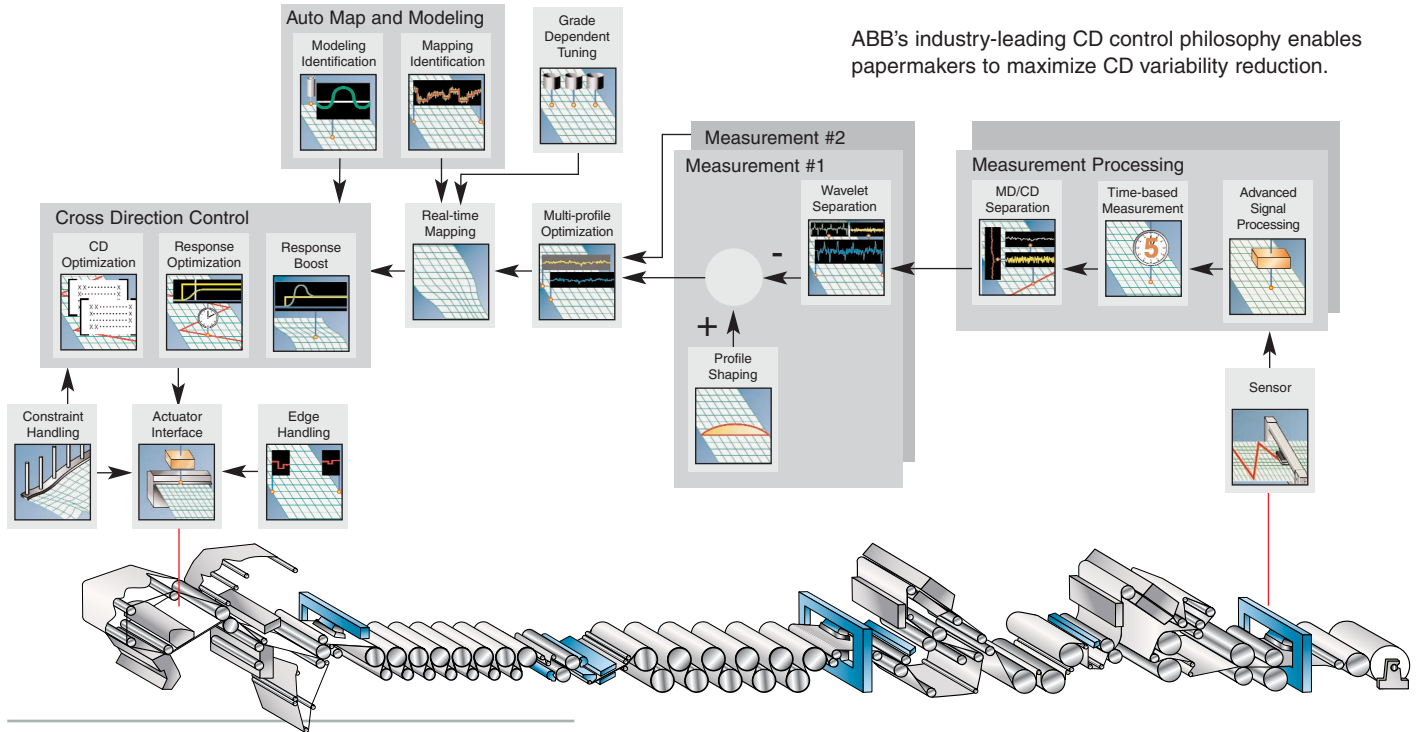 Auto Map and Modeling
Modeling
Identification
Mapping
Identification
Grade
Dependent
Tuning
ABB's industry-leading CD control philosophy enables
papermakers to maximize CD variability reduction.
Measurement #2
Measurement #1
Wavelet
Separation
-
+
Profile
Shaping
Measurement Processing
MD/CD
Separation
Time-based
Measurement
5
Advanced
Signal
Processing
Cross Direction Control
CD
Optimization
Response
Optimization
Response
Boost
Real-time
Mapping
Multi-profile
Optimization
Constraint
Handling
Actuator
Interface
Edge
Handling
Sensor